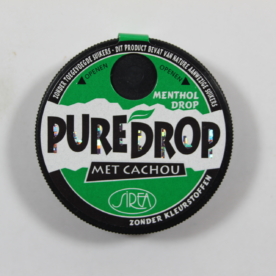 ZONDER TOEGEVOEGDE SUIKERS - DIT PRODUCT BEVAT VAN NATURE AANWEZIGE SUIKERS
OPENEN OPENEN
MENTHOL
DROP
PUREDROP
MET CACHOU
SIREA
ZONDER KLEURSTOFFEN